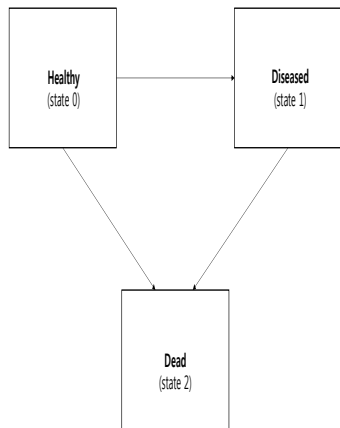 Healthy
(state 0)
Diseased
(state 1)
Dead
(state 2)